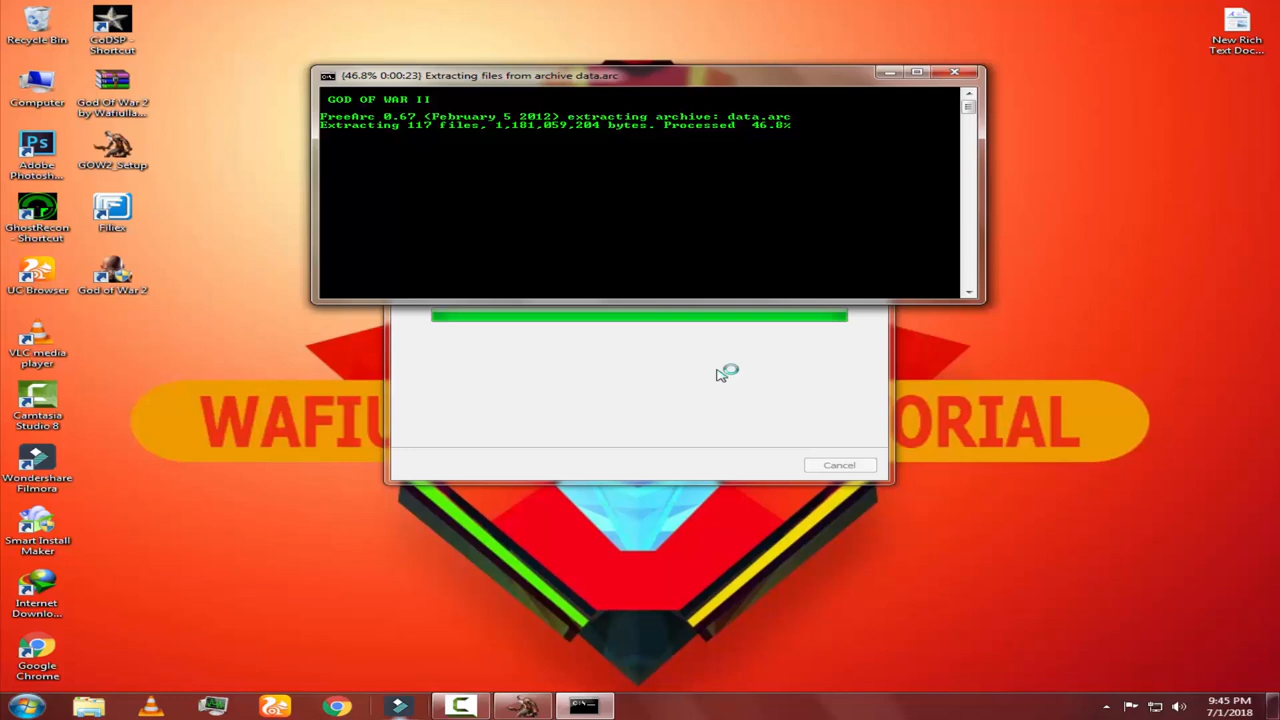 Recycle Bin
CoDSP -
Shortcut
New Rich
Text Doc...
Computer
God Of War 2
by Wafiulla...
Adobe
Photosh...
GOW2_Setup
GhostRecon
- Shortcut
Filiex
UC Browser
God of War 2
VLC media
player
Camtasia
Studio 8
Wondershare
Filmora
Smart Install
Maker
Internet
Downlo...
Google
Chrome
{46.8% 0:00:23} Extracting files from archive data.arc
GOD OF WAR II
FreeArc 0.67 (February 5 2012) extracting archive: data.arc
Extracting 117 files, 1,181,059,204 bytes. Processed 46.8%
WAFIU
ORIAL
Cancel
9:45 PM
7/1/2018